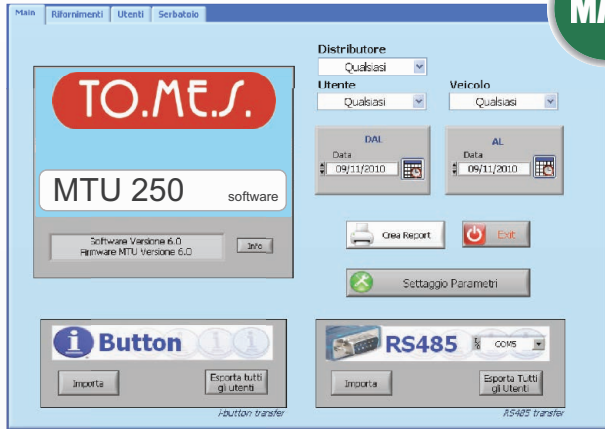 MA
Main Rifornimenti Utenti Serbatoio
Distributore
Qualsiasi
Utente Veicolo
Qualsiasi Qualsiasi
TO.M.E.S.
DAL AL
Data Data
09/11/2010 09/11/2010
MTU 250 software
Software Versione 6.0
Firmware MTU Versione 6.0
Info
Crea Report Exit
Settaggio Parametri
i Button
RS485 COM5
Importa Esporta tutti
gli utenti
Importa Esporta Tutti
gli Utenti
i-button transfer RS485 transfer